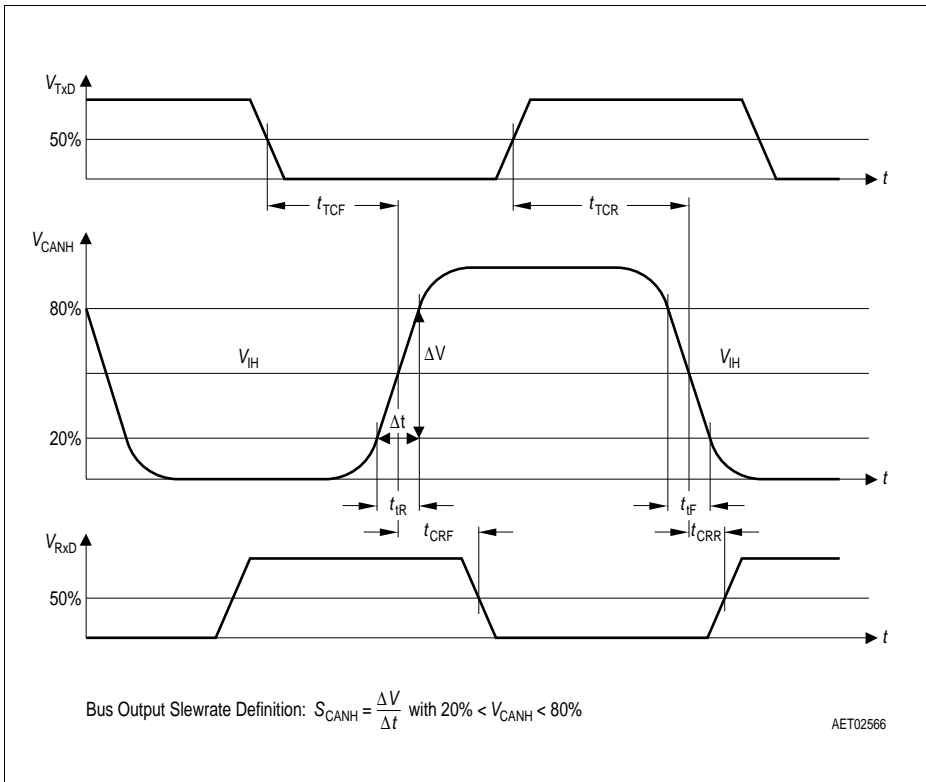 V_TxD
50%
t
t_TCF
t_TCR
V_CANH
80%
V_IH
ΔV
V_IH
Δt
20%
t
t_tR
t_tF
t_CRF
t_CRR
V_RxD
50%
t
Bus Output Slewrate Definition: S_CANH = ΔV/Δt with 20% < V_CANH < 80%
AET02566